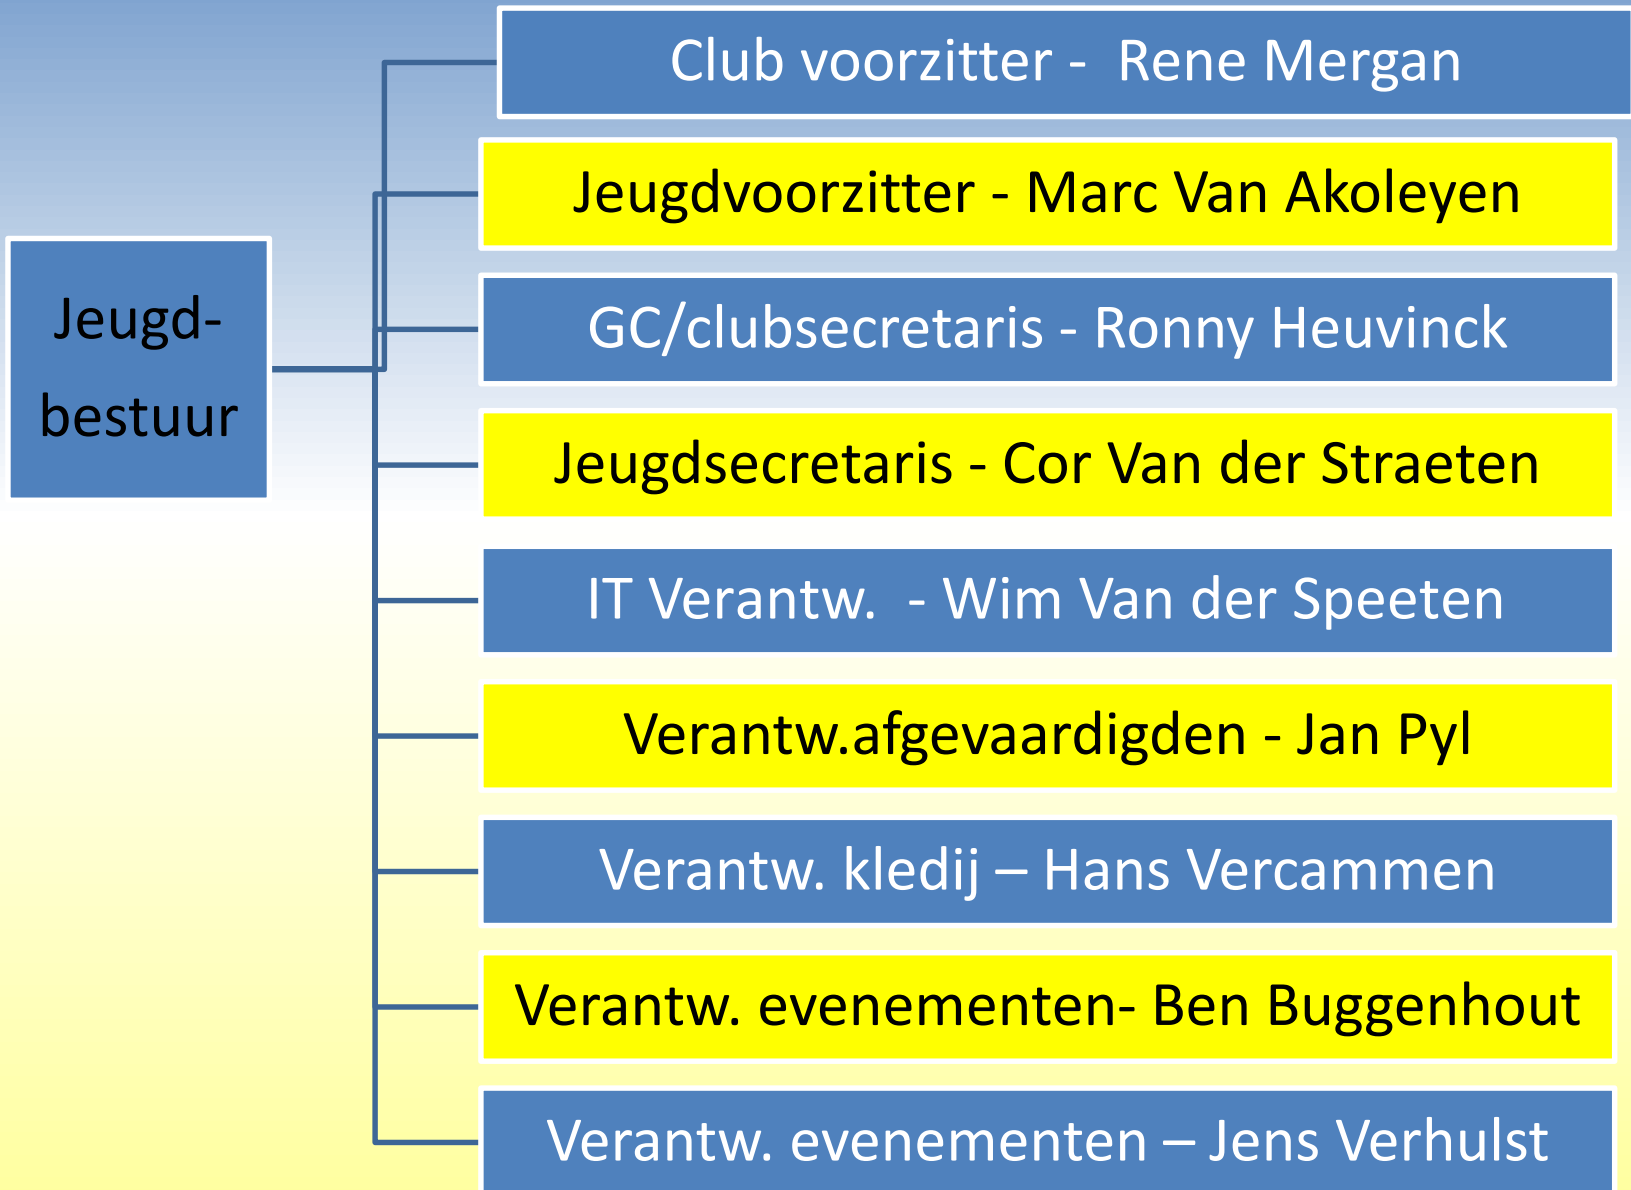 Club voorzitter -  Rene Mergan
Jeugdvoorzitter - Marc Van Akoleyen
Jeugd-
bestuur
GC/clubsecretaris - Ronny Heuvinck
Jeugdsecretaris - Cor Van der Straeten
IT Verantw.  - Wim Van der Speeten
Verantw.afgevaardigden - Jan Pyl
Verantw. kledij – Hans Vercammen
Verantw. evenementen- Ben Buggenhout
Verantw. evenementen – Jens Verhulst